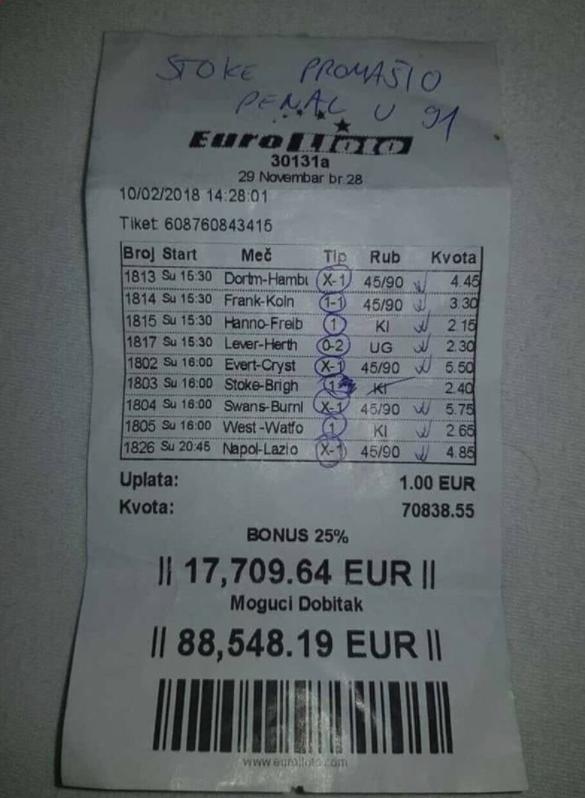 STOKE PROMAŠIO
PENAL U 91
Euro Loto
30131a
29 Novembar br 28
10/02/2018 14:28:01
Tiket 608760843415
Broj Start Meč Tip Rub Kvota
1813 Su 15:30 Dortm-Hambu X-1 45/90 4.45
1814 Su 15:30 Frank-Koln 1-1 45/90 3.30
1815 Su 15:30 Hanno-Freib 1 KI 2.15
1817 Su 15:30 Lever-Herth 0-2 UG 2.30
1802 Su 16:00 Evert-Cryst X-1 45/90 5.50
1803 Su 16:00 Stoke-Brigh 1 KI 2.40
1804 Su 16:00 Swans-Burnl X-1 45/90 5.75
1805 Su 16:00 West-Watfo 1 KI 2.65
1826 Su 20:45 Napol-Lazio X-1 45/90 4.85
Uplata: 1.00 EUR
Kvota: 70838.55
BONUS 25%
|| 17,709.64 EUR ||
Moguci Dobitak
|| 88,548.19 EUR ||